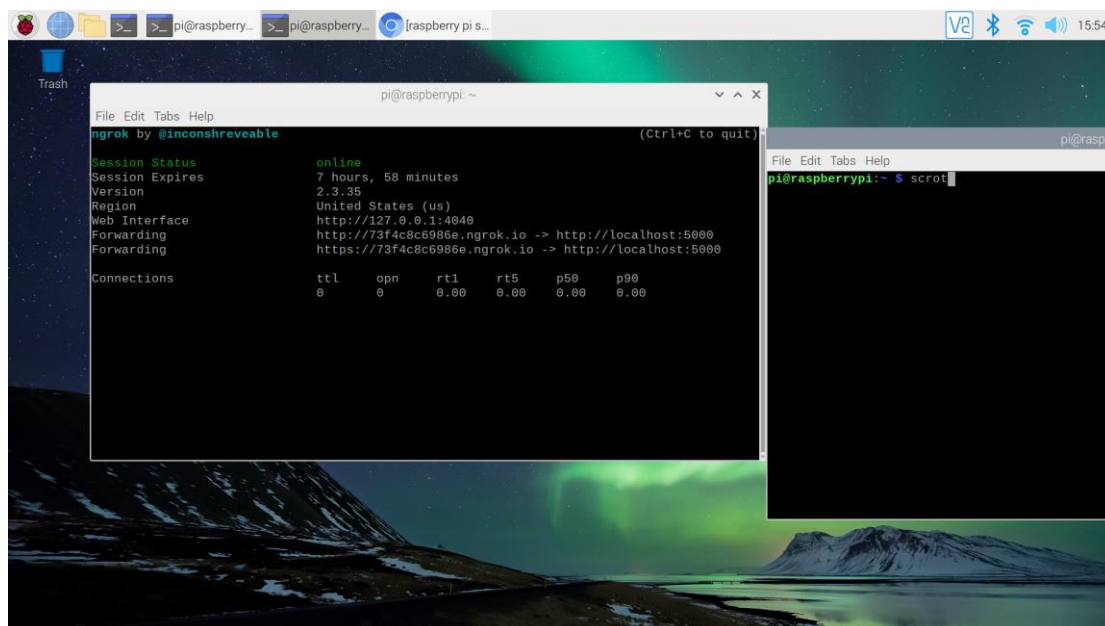 pi@raspberry... pi@raspberry... [raspberry pi s... 15:54
Trash
pi@raspberrypi: ~
File Edit Tabs Help
ngrok by @inconshreveable (Ctrl+C to quit)
Session Status online
Session Expires 7 hours, 58 minutes
Version 2.3.35
Region United States (us)
Web Interface http://127.0.0.1:4040
Forwarding http://73f4c8c6986e.ngrok.io -> http://localhost:5000
Forwarding https://73f4c8c6986e.ngrok.io -> http://localhost:5000
Connections ttl opn rt1 rt5 p50 p90
0 0 0.00 0.00 0.00 0.00
pi@rasp
File Edit Tabs Help
pi@raspberrypi:~ $ scrot